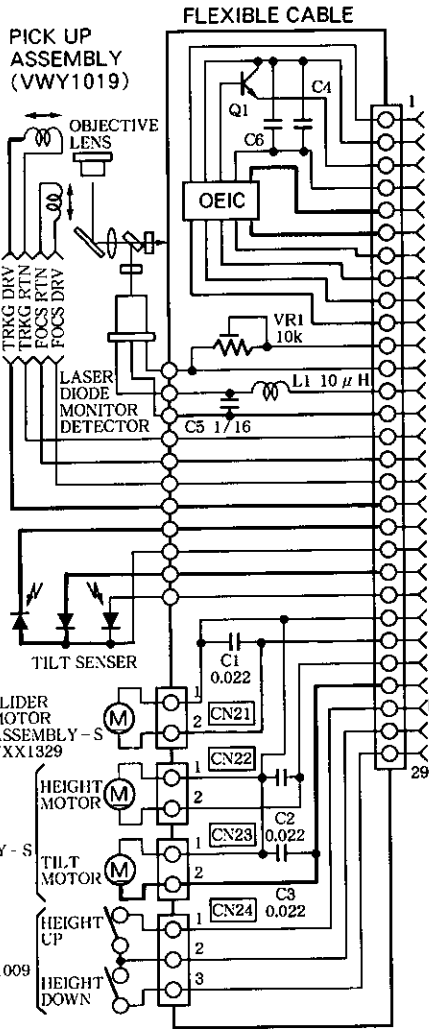 FLEXIBLE CABLE
PICK UP
ASSEMBLY
(VWY1019)
OBJECTIVE
LENS
Q1
C6
C4
1
OEIC
TRKG DRV
TRKG RTN
FOCS RTN
FOCS DRV
VR1
10k
LASER
DIODE
MONITOR
DETECTOR
L1 10 μH
C5 1/16
TILT SENSER
C1
0.022
LIDER
MOTOR
ASSEMBLY-S
XX1329
M
1
2
CN21
29
HEIGHT
MOTOR
M
1
2
CN22
C2
0.022
Y-S
TILT
MOTOR
M
1
2
CN23
C3
0.022
CN24
HEIGHT
UP
1
2
3
009
HEIGHT
DOWN